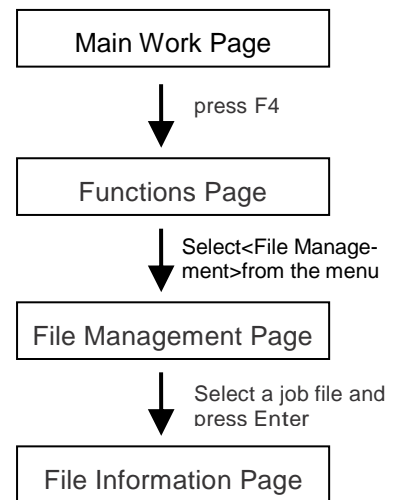 Main Work Page
press F4
Functions Page
Select<File Manage-
ment>from the menu
File Management Page
Select a job file and
press Enter
File Information Page